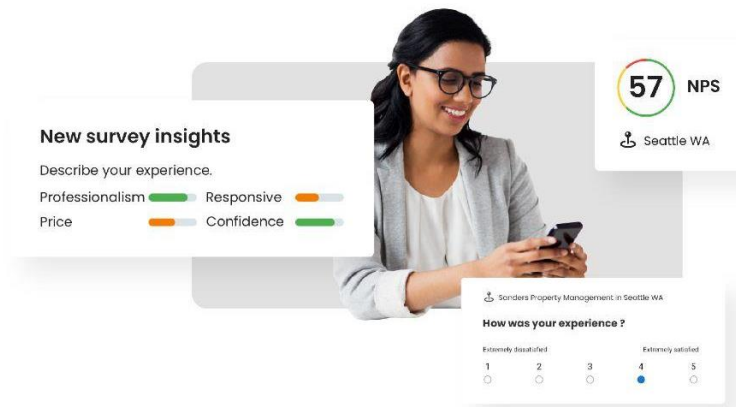 New survey insights
Describe your experience.
Professionalism Responsive
Price Confidence
57 NPS
Seattle WA
Sanders Property Management in Seattle WA
How was your experience ?
Extremely dissatisfied Extremely satisfied
1 2 3 4 5